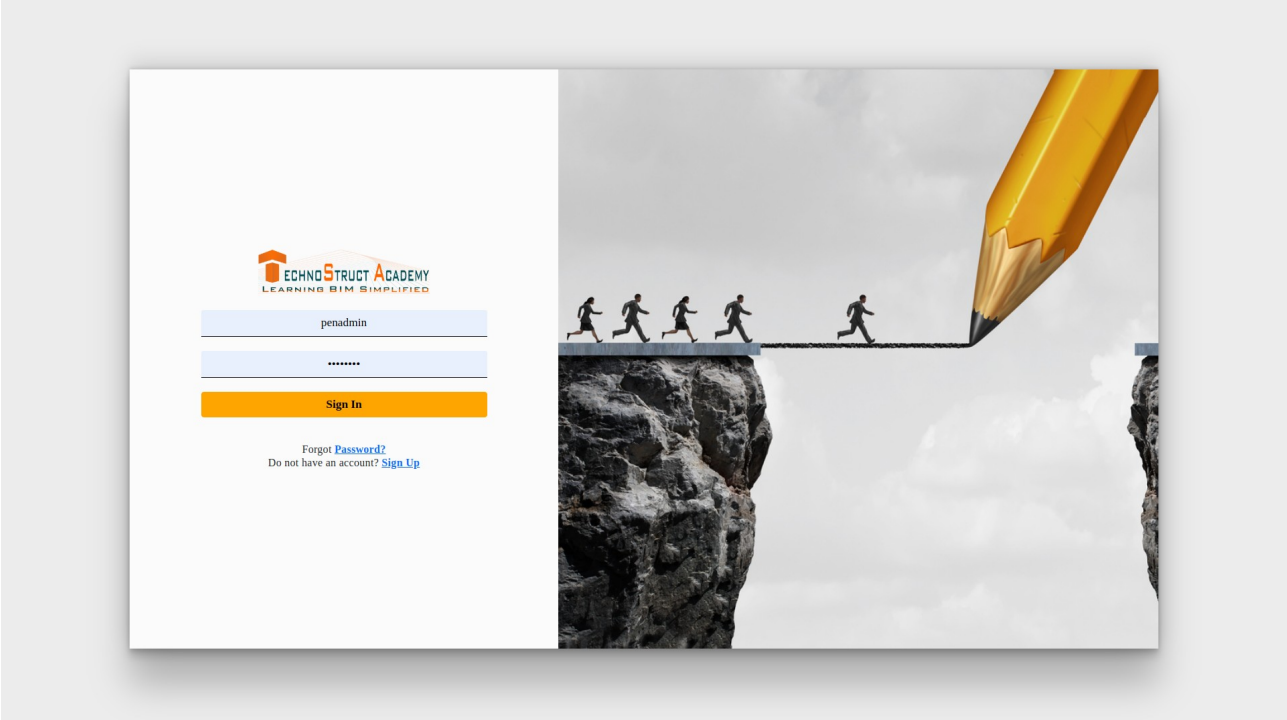 TECHNOSTRUCT ACADEMY
LEARNING BIM SIMPLIFIED
penadmin
••••••••
Sign In
Forgot Password?
Do not have an account? Sign Up